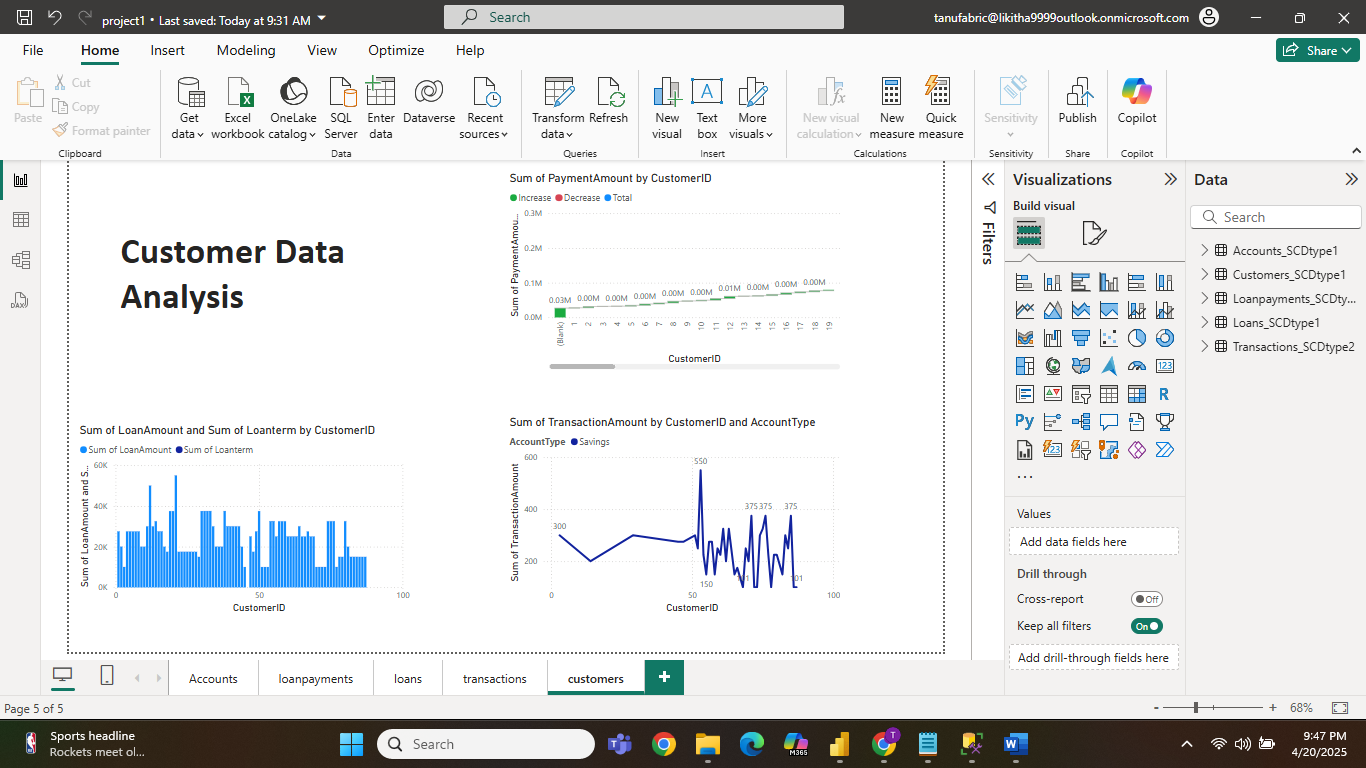 project1 • Last saved: Today at 9:31 AM
Search
tanufabric@likitha9999outlook.onmicrosoft.com
File Home Insert Modeling View Optimize Help
Share
Paste
Cut
Copy
Format painter
Clipboard
Get data
Excel workbook
OneLake catalog
SQL Server
Enter data
Dataverse
Recent sources
Data
Transform data
Refresh
Queries
New visual
Text box
More visuals
Insert
New visual calculation
New measure
Quick measure
Calculations
Sensitivity
Sensitivity
Publish
Share
Copilot
Copilot
Customer Data
Analysis
Sum of PaymentAmount by CustomerID
Increase Decrease Total
Sum of PaymentAmou...
0.3M
0.2M
0.1M
0.0M
0.03M 0.00M 0.00M 0.00M 0.00M 0.00M 0.01M 0.00M 0.00M 0.00M
(Blank) 1 2 3 4 5 6 7 8 9 10 11 12 13 14 15 16 17 18 19
CustomerID
Sum of LoanAmount and Sum of Loanterm by CustomerID
Sum of LoanAmount Sum of Loanterm
Sum of LoanAmount and S...
60K
40K
20K
0K
0 50 100
CustomerID
Sum of TransactionAmount by CustomerID and AccountType
AccountType Savings
Sum of TransactionAmount
600
400
200
300
550
150
375 375 375
101
0 50 100
CustomerID
Filters
Visualizations
Build visual
R
Py
123
...
Values
Add data fields here
Drill through
Cross-report
Off
Keep all filters
On
Add drill-through fields here
Data
Search
Accounts_SCDtype1
Customers_SCDtype1
Loanpayments_SCDty...
Loans_SCDtype1
Transactions_SCDtype2
Accounts loanpayments loans transactions customers
Page 5 of 5
68%
Sports headline
Rockets meet ol...
Search
M365
T
9:47 PM
4/20/2025